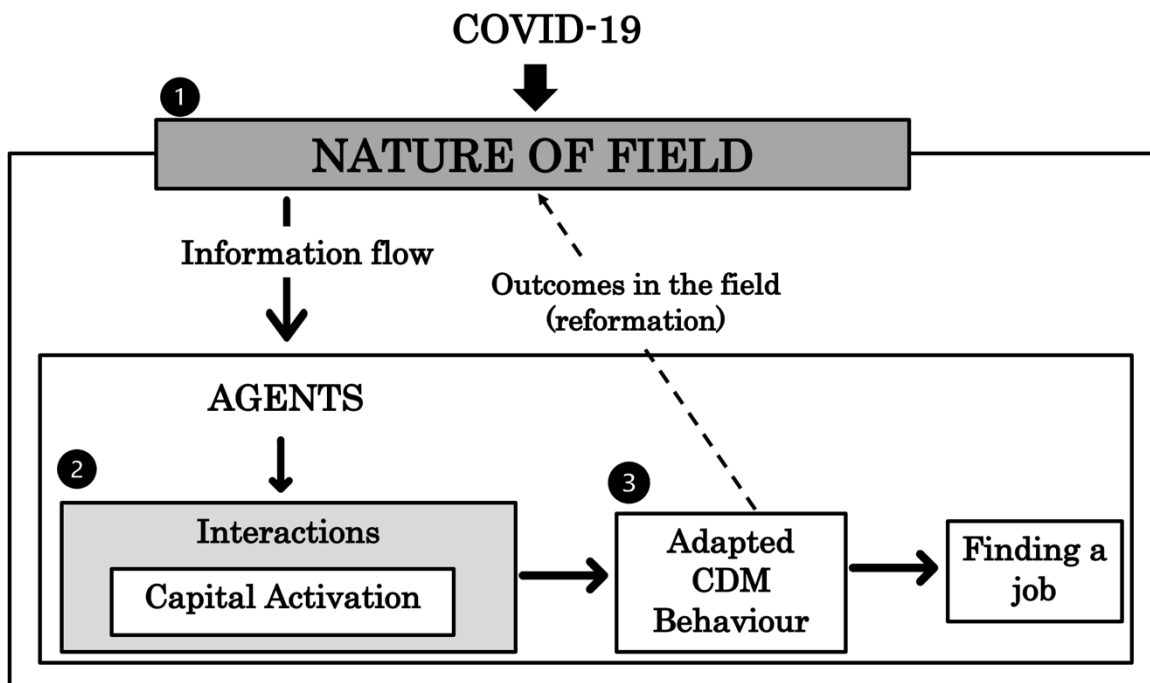 COVID-19
1
NATURE OF FIELD
Information flow
Outcomes in the field
(reformation)
AGENTS
2
Interactions
Capital Activation
3
Adapted
CDM
Behaviour
Finding a
job